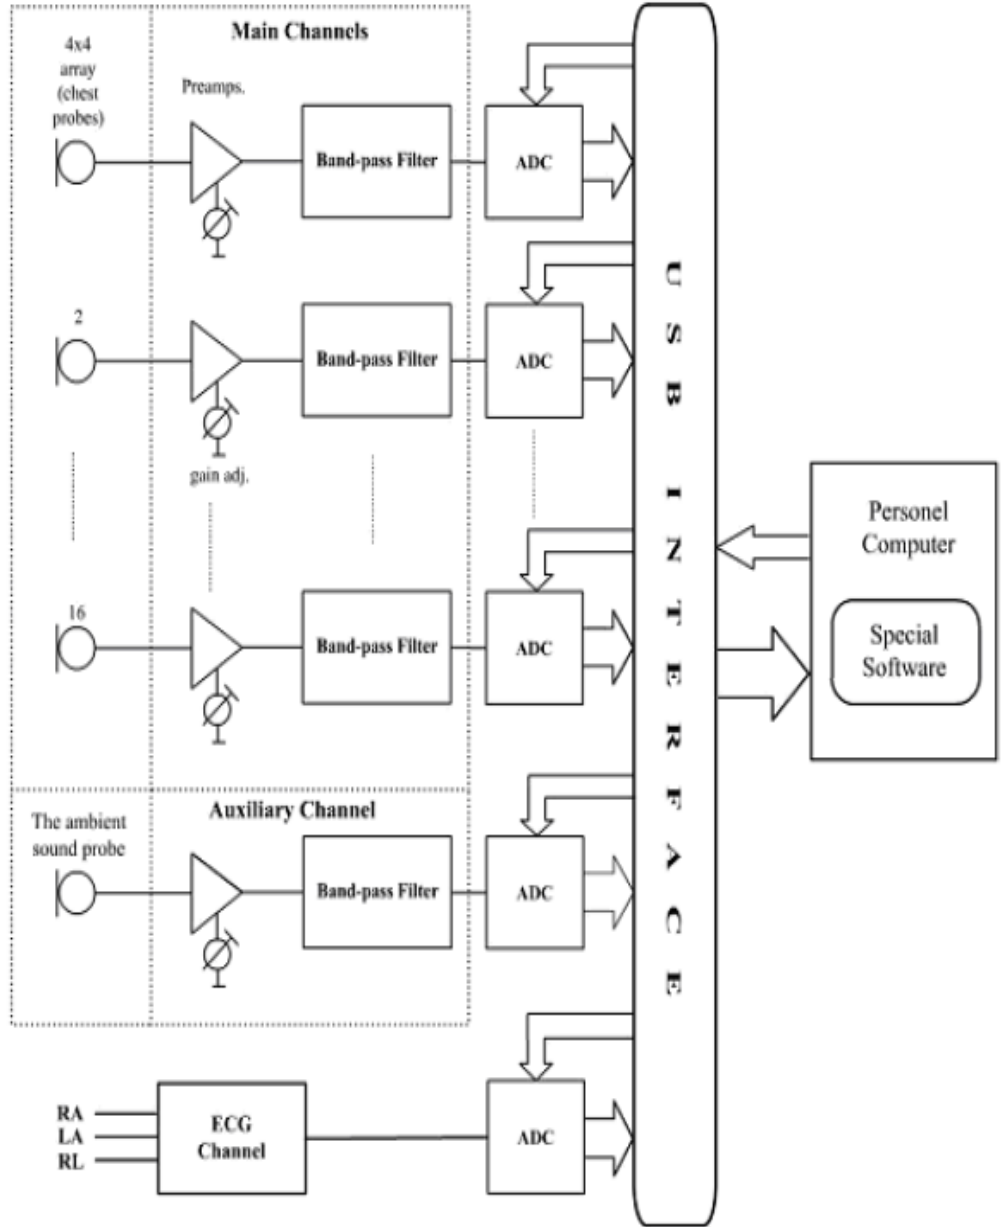 Main Channels
4x4
array
(chest
probes)
Preamps.
Band-pass Filter
ADC
2
Band-pass Filter
ADC
gain adj.
16
Band-pass Filter
ADC
USB INTERFACE
Personel
Computer
Special
Software
Auxiliary Channel
The ambient
sound probe
Band-pass Filter
ADC
RA
LA
RL
ECG
Channel
ADC